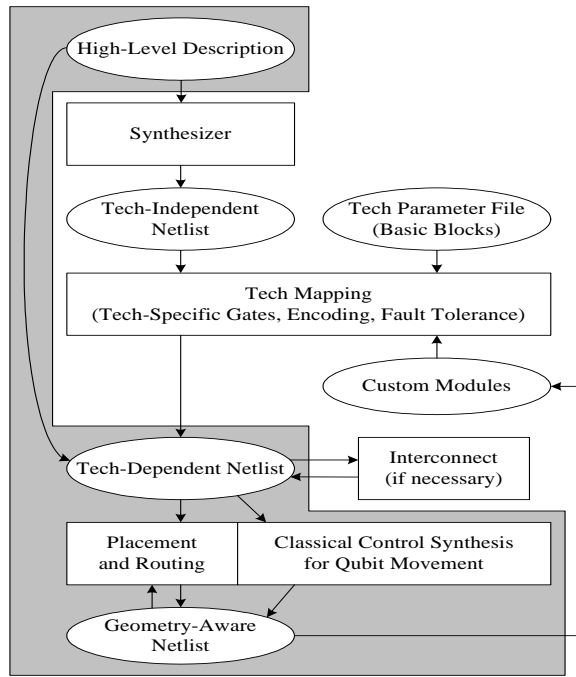 High-Level Description
Synthesizer
Tech-Independent
Netlist
Tech Parameter File
(Basic Blocks)
Tech Mapping
(Tech-Specific Gates, Encoding, Fault Tolerance)
Custom Modules
Tech-Dependent Netlist
Interconnect
(if necessary)
Placement
and Routing
Classical Control Synthesis
for Qubit Movement
Geometry-Aware
Netlist